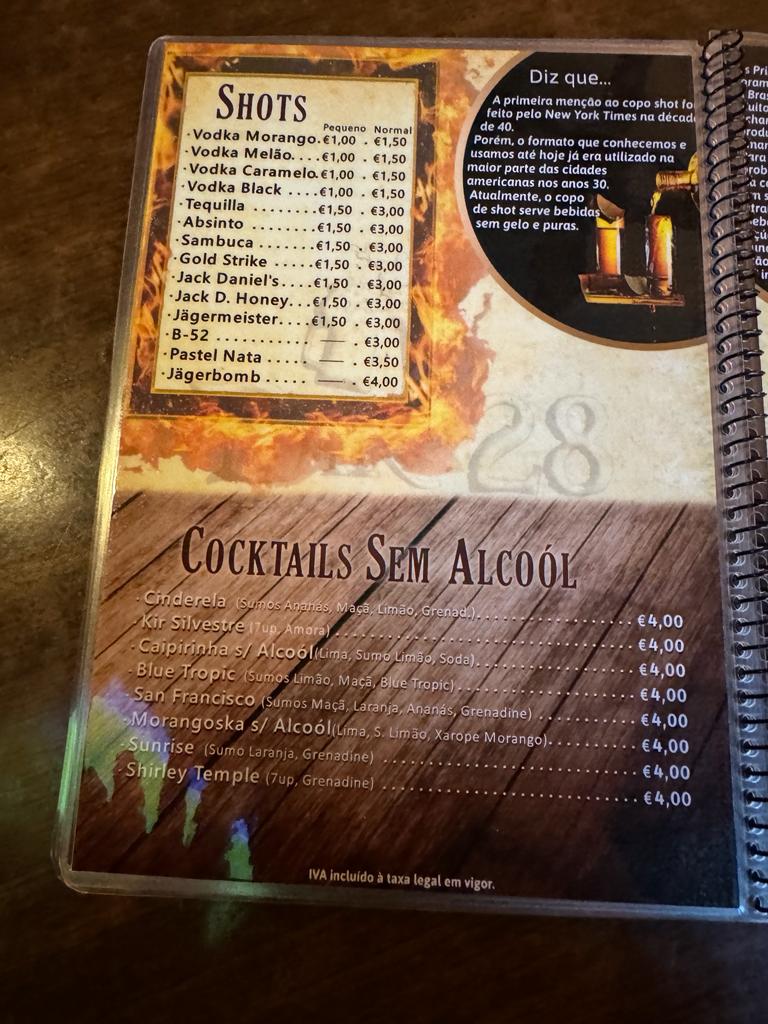 SHOTS
Pequeno Normal
·Vodka Morango.€1,00 . €1,50
·Vodka Melão....€1,00 . €1,50
·Vodka Caramelo.€1,00 . €1,50
·Vodka Black ....€1,00 . €1,50
·Tequilla ........€1,50 . €3,00
·Absinto ........€1,50 . €3,00
·Sambuca .......€1,50 . €3,00
·Gold Strike .....€1,50 . €3,00
·Jack Daniel's....€1,50 . €3,00
·Jack D. Honey...€1,50 . €3,00
·Jägermeister....€1,50 . €3,00
·B-52 .......... — . €3,00
·Pastel Nata ..... — . €3,50
·Jägerbomb ..... — . €4,00
Diz que...
A primeira menção ao copo shot foi
feito pelo New York Times na década
de 40.
Porém, o formato que conhecemos e
usamos até hoje já era utilizado na
maior parte das cidades
americanas nos anos 30.
Atualmente, o copo
de shot serve bebidas
sem gelo e puras.
28
COCKTAILS SEM ALCOÓL
·Cinderela (Sumos Ananás, Maçã, Limão, Grenad.)..................... €4,00
·Kir Silvestre (7up, Amora)..................... €4,00
·Caipirinha s/ Alcoól(Lima, Sumo Limão, Soda)..................... €4,00
·Blue Tropic (Sumos Limão, Maçã, Blue Tropic)..................... €4,00
·San Francisco (Sumos Maçã, Laranja, Ananás, Grenadine)..................... €4,00
·Morangoska s/ Alcoól(Lima, S. Limão, Xarope Morango)..................... €4,00
·Sunrise (Sumo Laranja, Grenadine)..................... €4,00
·Shirley Temple (7up, Grenadine)..................... €4,00
IVA incluído à taxa legal em vigor.